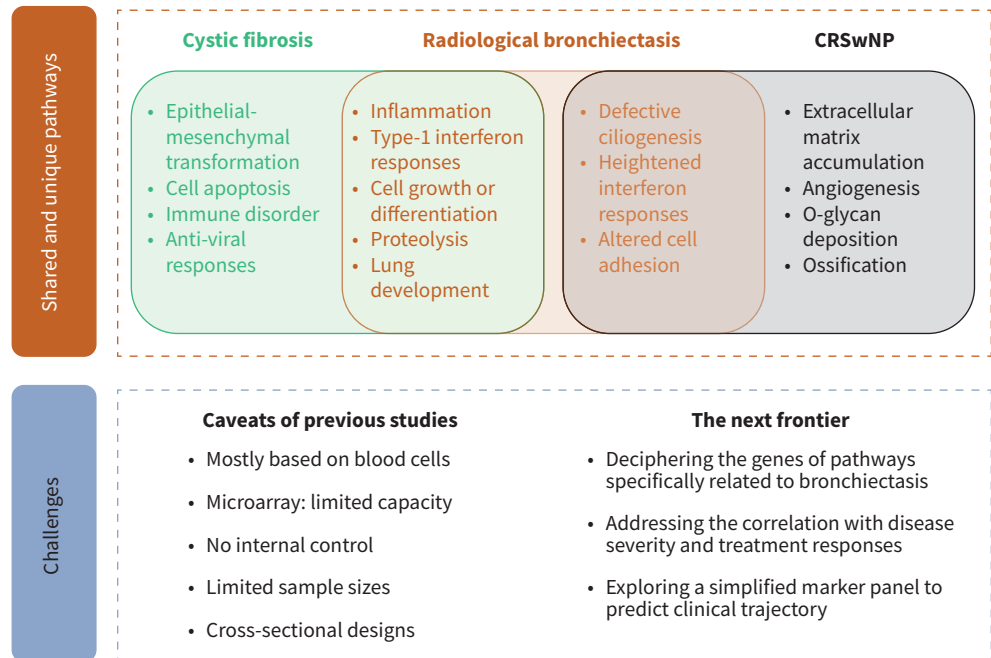 Shared and unique pathways
Cystic fibrosis
Radiological bronchiectasis
CRSwNP
• Epithelial-
mesenchymal
transformation
• Cell apoptosis
• Immune disorder
• Anti-viral
responses
• Inflammation
• Type-1 interferon
responses
• Cell growth or
differentiation
• Proteolysis
• Lung
development
• Defective
ciliogenesis
• Heightened
interferon
responses
• Altered cell
adhesion
• Extracellular
matrix
accumulation
• Angiogenesis
• O-glycan
deposition
• Ossification
Challenges
Caveats of previous studies
• Mostly based on blood cells
• Microarray: limited capacity
• No internal control
• Limited sample sizes
• Cross-sectional designs
The next frontier
• Deciphering the genes of pathways
specifically related to bronchiectasis
• Addressing the correlation with disease
severity and treatment responses
• Exploring a simplified marker panel to
predict clinical trajectory